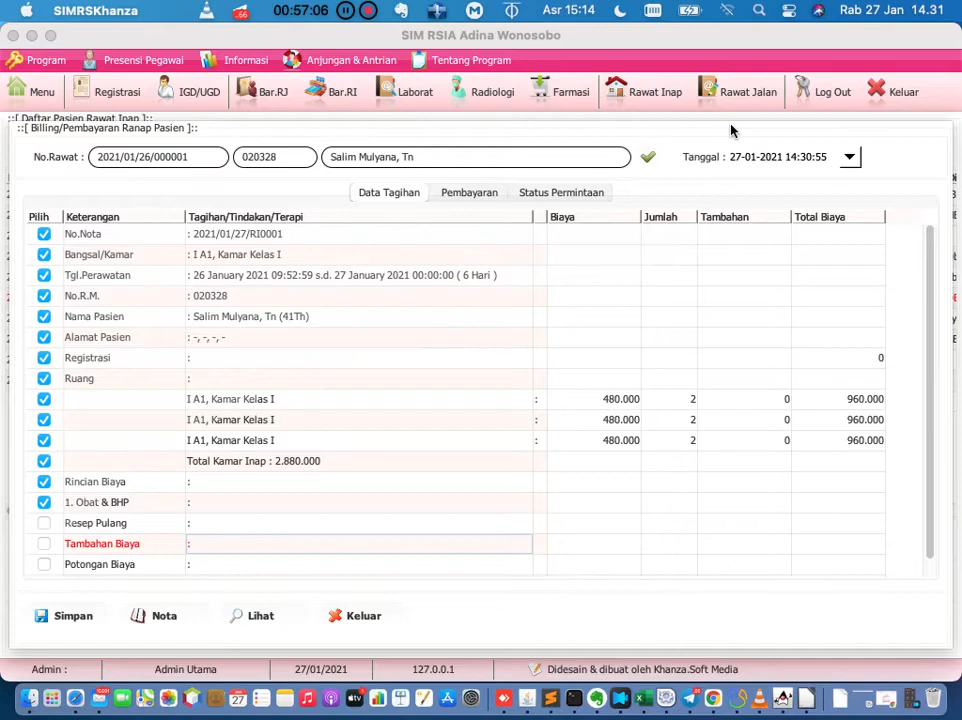 SIMRSKhanza 66 00:57:06 Asr 15:14 Rab 27 Jan 14.31
SIM RSIA Adina Wonosobo
Program Presensi Pegawai Informasi Anjungan & Antrian Tentang Program
Menu Registrasi IGD/UGD Bar.RJ Bar.RI Laborat Radiologi Farmasi Rawat Inap Rawat Jalan Log Out Keluar
::[ Daftar Pasien Rawat Inap ]::
::[ Billing/Pembayaran Ranap Pasien ]::
No.Rawat : 2021/01/26/000001 020328 Salim Mulyana, Tn Tanggal : 27-01-2021 14:30:55
Data Tagihan Pembayaran Status Permintaan
Pilih Keterangan Tagihan/Tindakan/Terapi Biaya Jumlah Tambahan Total Biaya
No.Nota : 2021/01/27/RI0001
Bangsal/Kamar : I A1, Kamar Kelas I
Tgl.Perawatan : 26 January 2021 09:52:59 s.d. 27 January 2021 00:00:00 ( 6 Hari )
No.R.M. : 020328
Nama Pasien : Salim Mulyana, Tn (41Th)
Alamat Pasien : -, -, -, -
Registrasi : 0
Ruang :
I A1, Kamar Kelas I : 480.000 2 0 960.000
I A1, Kamar Kelas I : 480.000 2 0 960.000
I A1, Kamar Kelas I : 480.000 2 0 960.000
Total Kamar Inap : 2.880.000
Rincian Biaya :
1. Obat & BHP :
Resep Pulang :
Tambahan Biaya :
Potongan Biaya :
Simpan Nota Lihat Keluar
Admin : Admin Utama 27/01/2021 127.0.0.1 Didesain & dibuat oleh Khanza.Soft Media